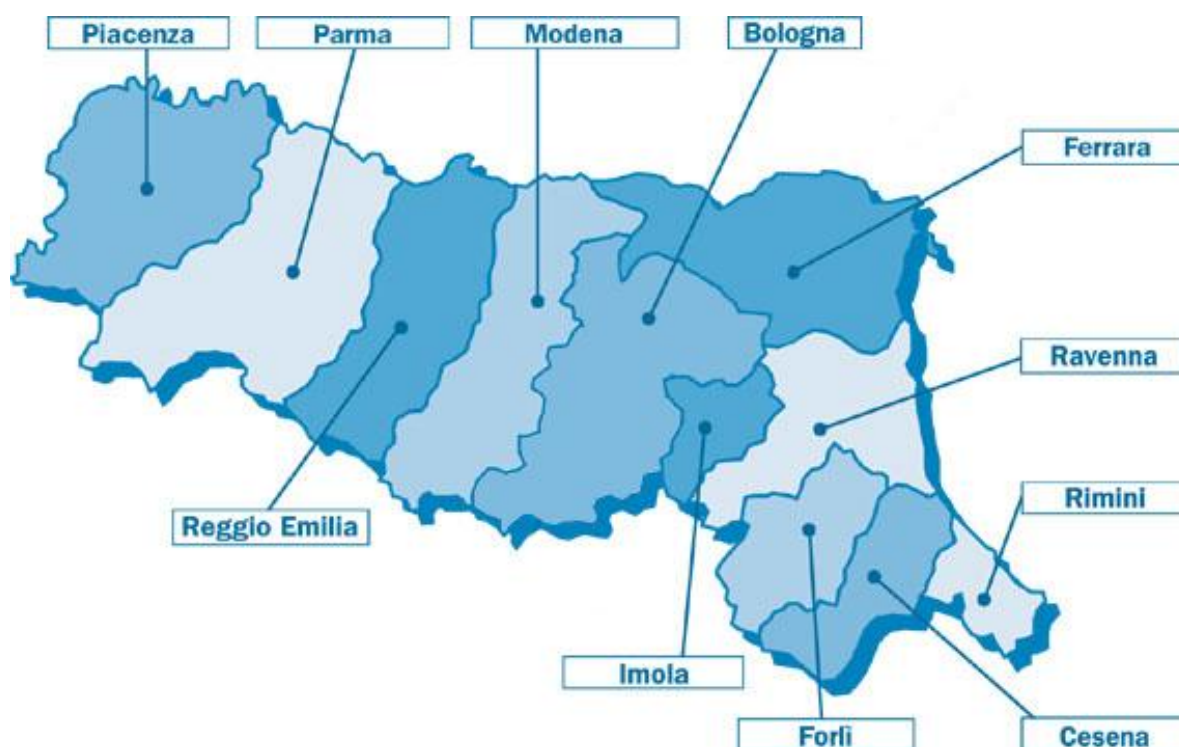 Piacenza
Parma
Modena
Bologna
Ferrara
Ravenna
Reggio Emilia
Rimini
Imola
Forlì
Cesena